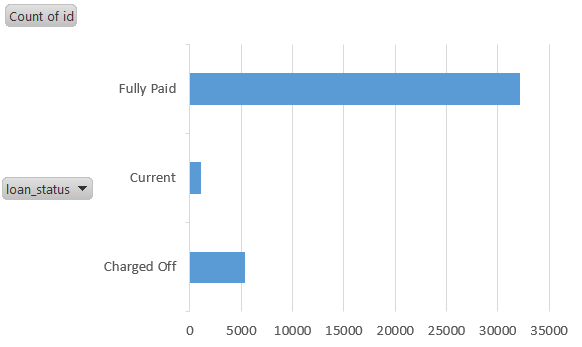 Count of id
Fully Paid
Current
loan_status
Charged Off
0 5000 10000 15000 20000 25000 30000 35000